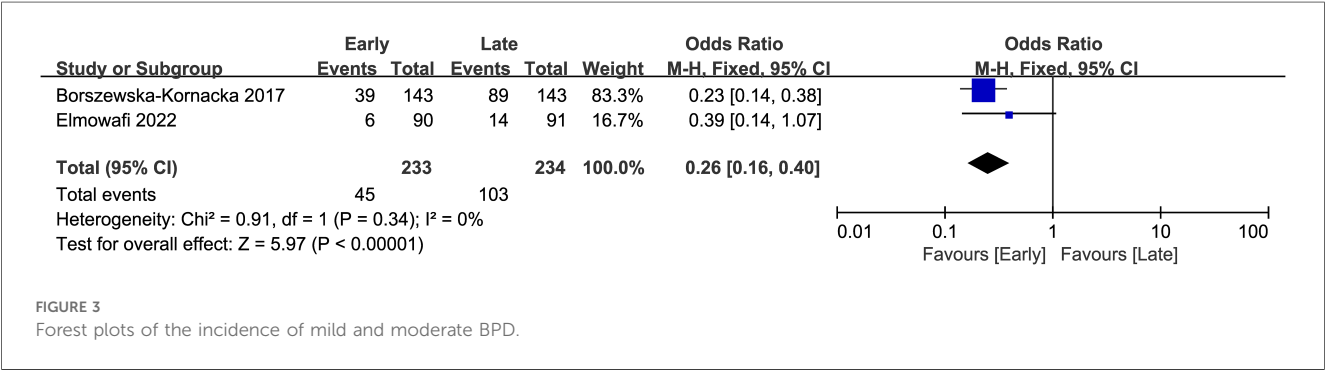 Early Late Odds Ratio Odds Ratio
Study or Subgroup Events Total Events Total Weight M-H, Fixed, 95% CI M-H, Fixed, 95% CI
Borszewska-Kornacka 2017 39 143 89 143 83.3% 0.23 [0.14, 0.38]
Elmowafi 2022 6 90 14 91 16.7% 0.39 [0.14, 1.07]
Total (95% CI) 233 234 100.0% 0.26 [0.16, 0.40]
Total events 45 103
Heterogeneity: Chi² = 0.91, df = 1 (P = 0.34); I² = 0%
Test for overall effect: Z = 5.97 (P < 0.00001)
0.01 0.1 1 10 100
Favours [Early] Favours [Late]
FIGURE 3
Forest plots of the incidence of mild and moderate BPD.